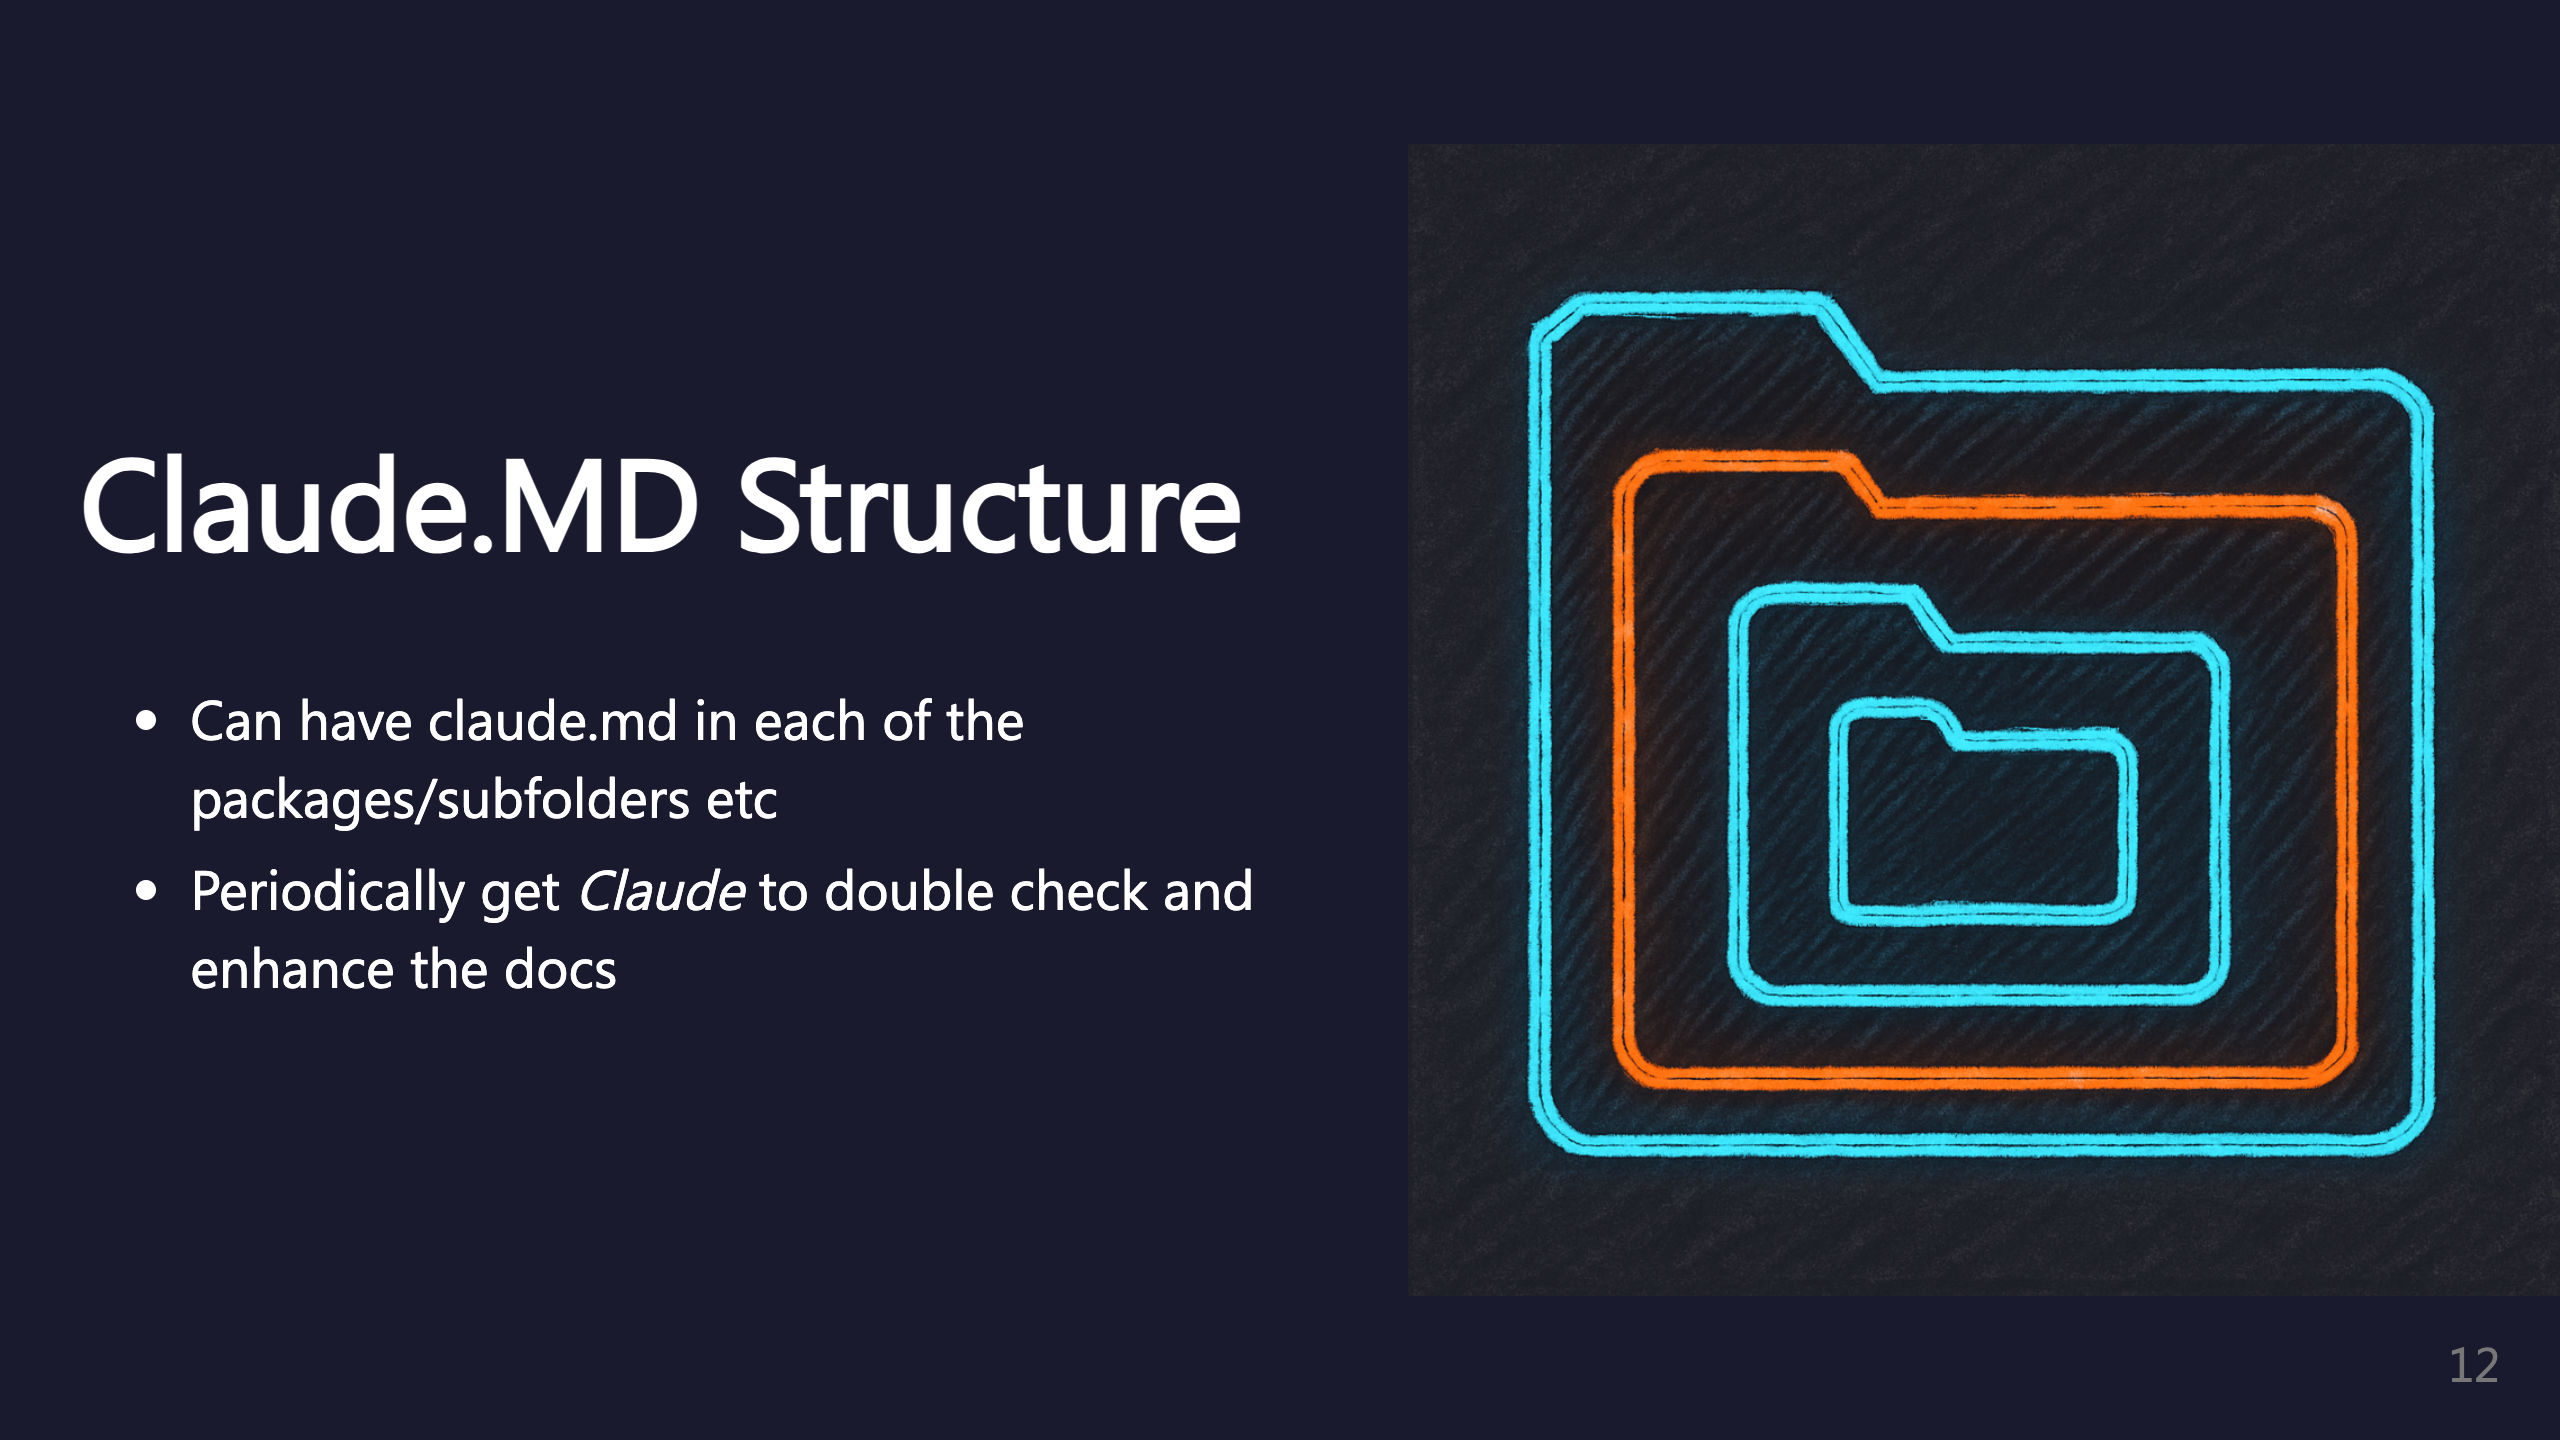 Claude.MD Structure
• Can have claude.md in each of the
packages/subfolders etc
• Periodically get Claude to double check and
enhance the docs
12